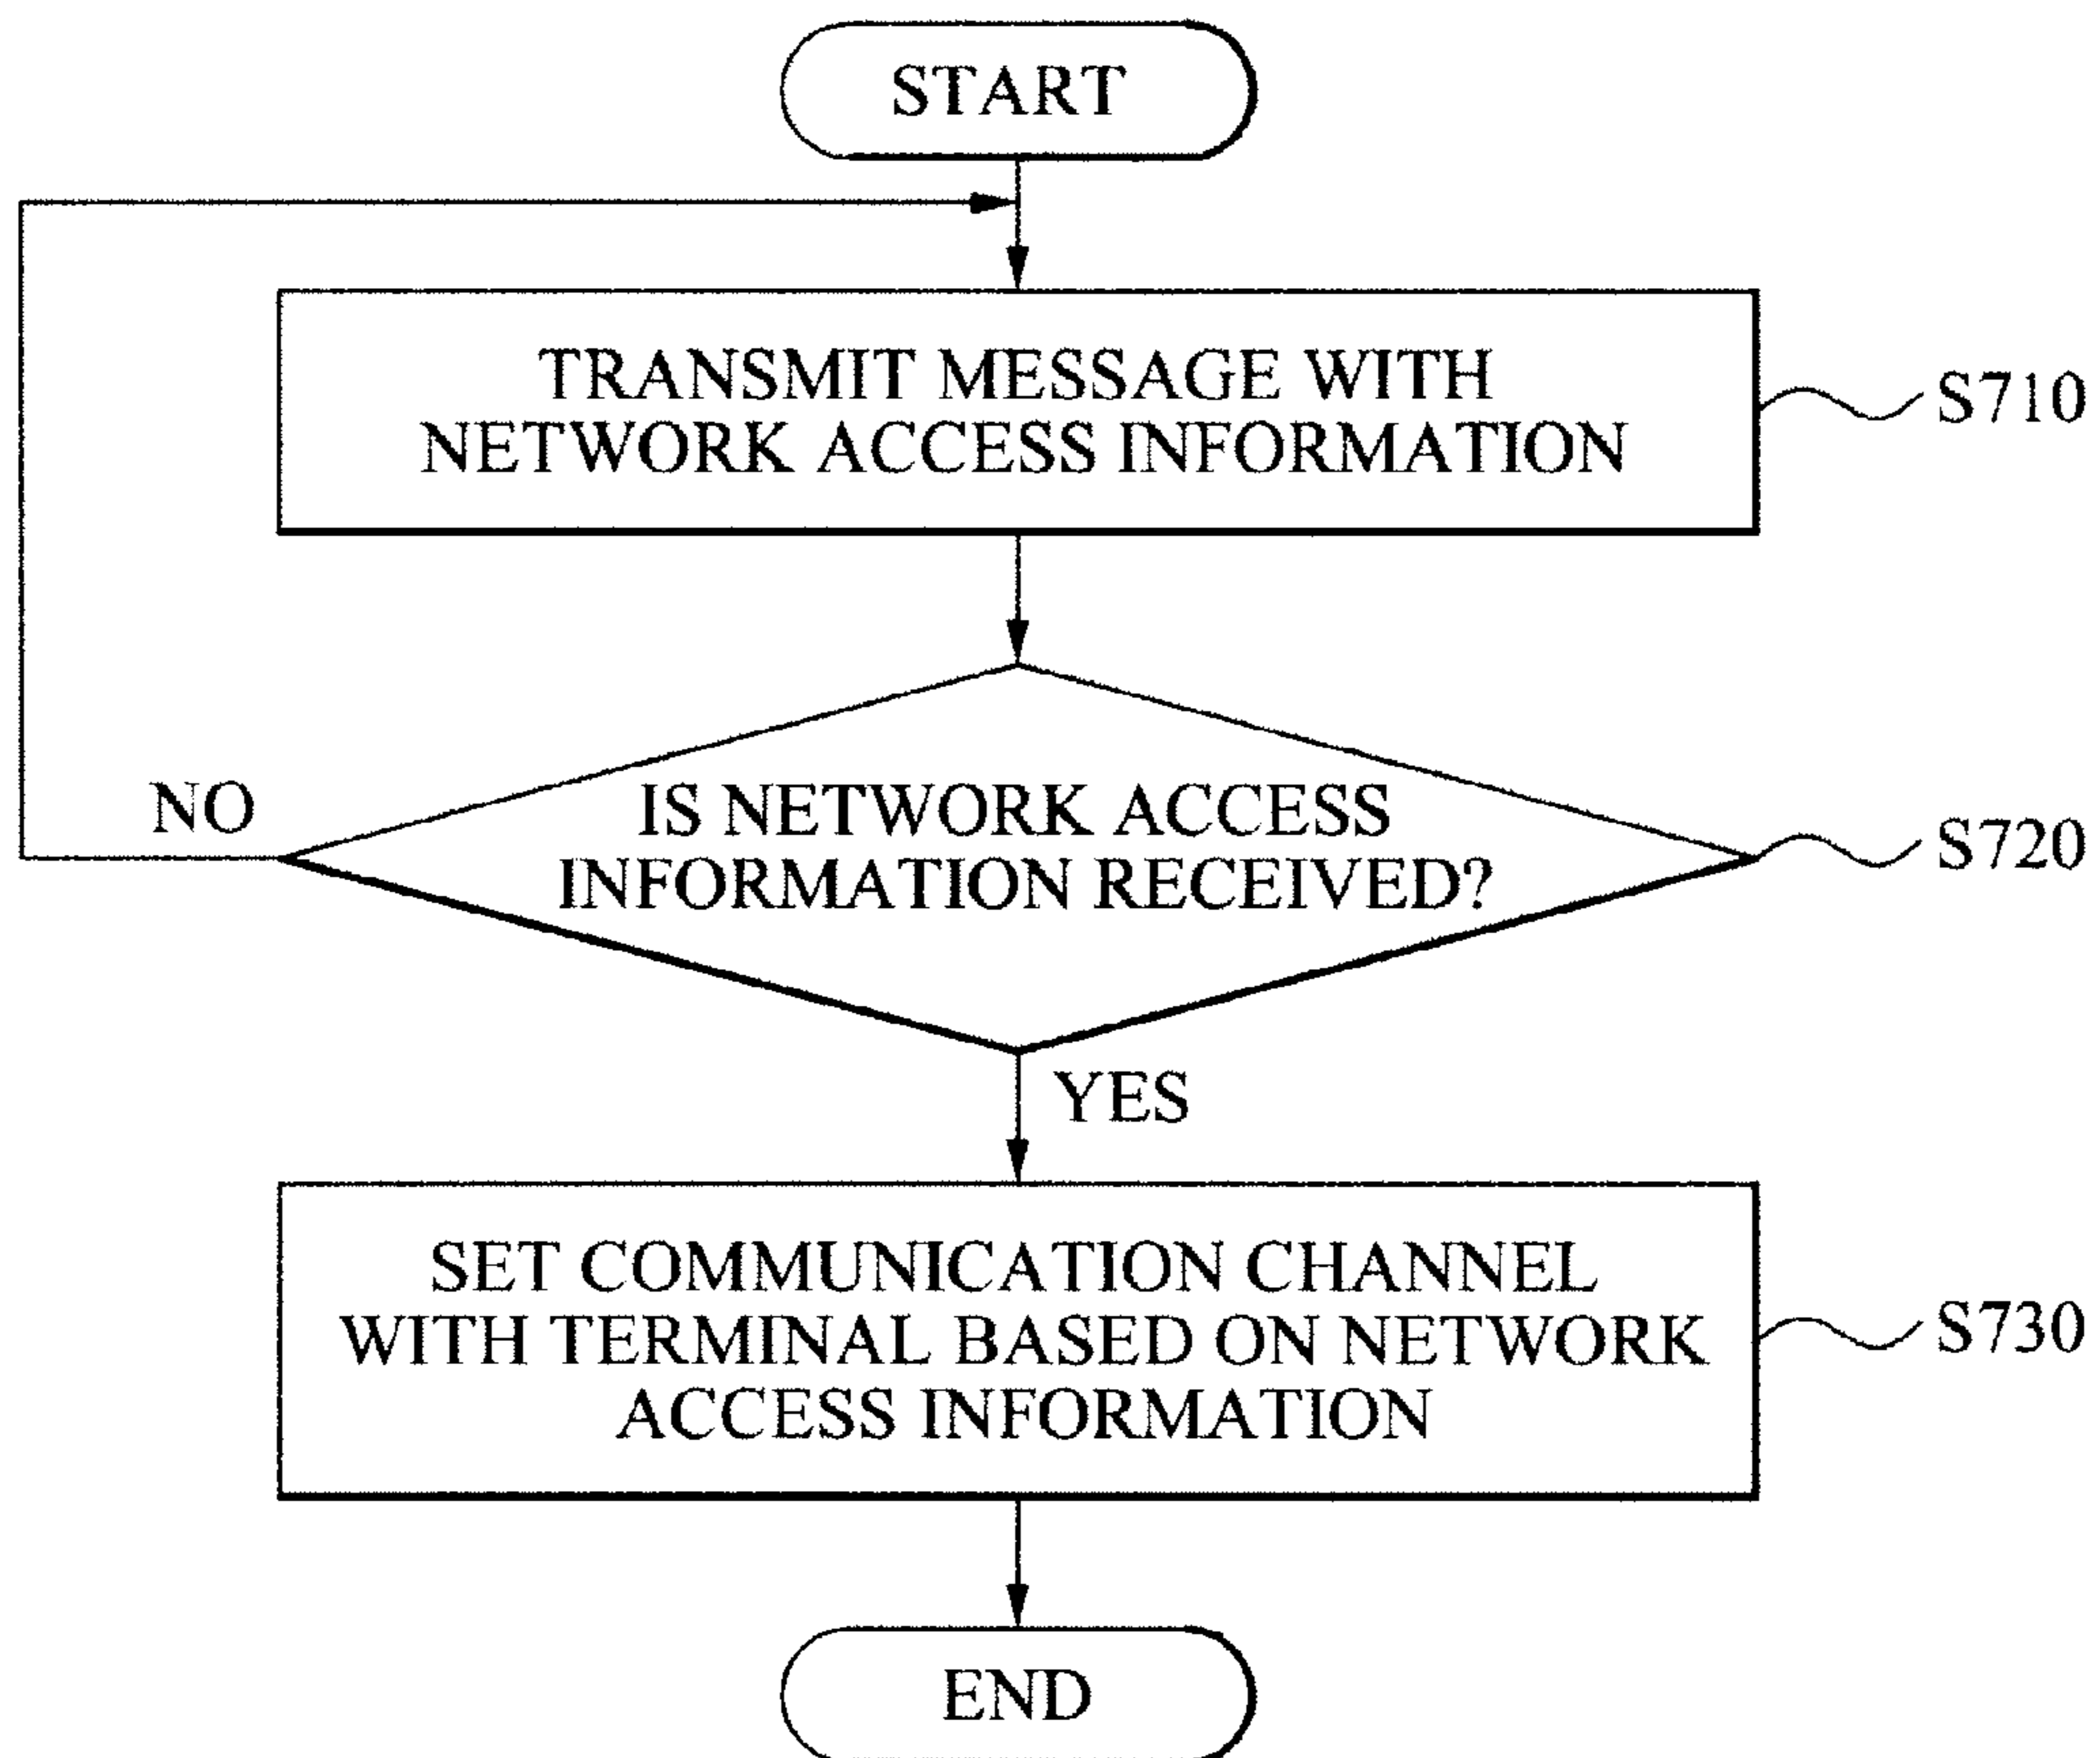 START
TRANSMIT MESSAGE WITH
NETWORK ACCESS INFORMATION
S710
IS NETWORK ACCESS
INFORMATION RECEIVED?
S720
NO
YES
SET COMMUNICATION CHANNEL
WITH TERMINAL BASED ON NETWORK
ACCESS INFORMATION
S730
END